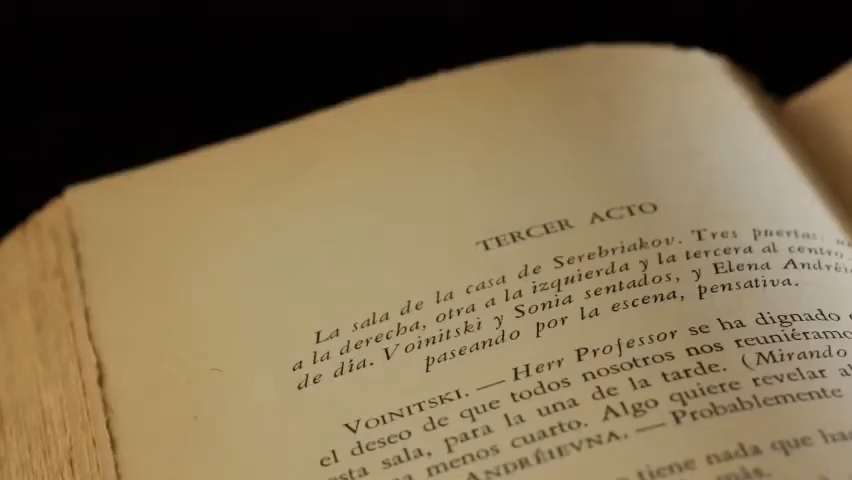 TERCER ACTO
La sala de la casa de Serebriakov. Tres puertas:
a la derecha, otra a la izquierda y la tercera al centro.
de día. Voinitski y Sonia sentados, y Elena Andréi
paseando por la escena, pensativa.
VOINITSKI. — Herr Professor se ha dignado
el deseo de que todos nosotros nos reuniéramo
esta sala, para la una de la tarde. (Mirando
menos cuarto. Algo quiere revelar al
ANDRÉIEVNA. — Probablemente
tiene nada que hac
más.